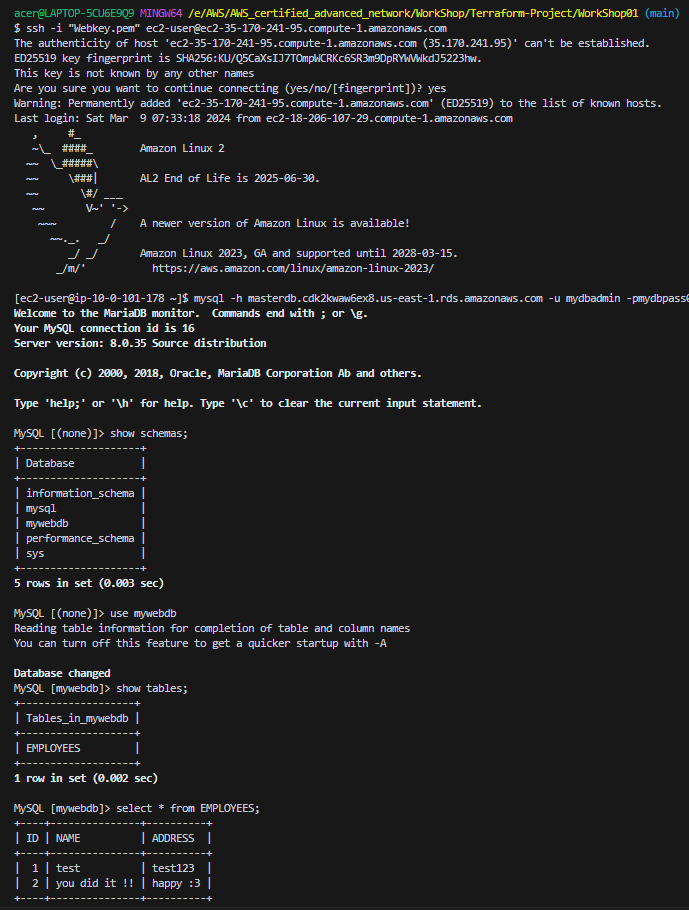 acer@LAPTOP-5CU6E9Q9 MINGW64 /e/AWS/AWS_certified_advanced_network/WorkShop/Terraform-Project/WorkShop01 (main)
$ ssh -i "Webkey.pem" ec2-user@ec2-35-170-241-95.compute-1.amazonaws.com
The authenticity of host 'ec2-35-170-241-95.compute-1.amazonaws.com (35.170.241.95)' can't be established.
ED25519 key fingerprint is SHA256:KU/Q5CaXsIJ7TOmpWCRKc6SR3m9DpRYWVWkdJ5223hw.
This key is not known by any other names
Are you sure you want to continue connecting (yes/no/[fingerprint])? yes
Warning: Permanently added 'ec2-35-170-241-95.compute-1.amazonaws.com' (ED25519) to the list of known hosts.
Last login: Sat Mar  9 07:33:18 2024 from ec2-18-206-107-29.compute-1.amazonaws.com
   ,     #_
   ~\_  ####_        Amazon Linux 2
  ~~  \_#####\
  ~~     \###|       AL2 End of Life is 2025-06-30.
  ~~       \#/ ___
   ~~       V~' '->
    ~~~         /    A newer version of Amazon Linux is available!
      ~~._.   _/
         _/ _/       Amazon Linux 2023, GA and supported until 2028-03-15.
       _/m/'           https://aws.amazon.com/linux/amazon-linux-2023/
[ec2-user@ip-10-0-101-178 ~]$ mysql -h masterdb.cdk2kwaw6ex8.us-east-1.rds.amazonaws.com -u mydbadmin -pmydbpass
Welcome to the MariaDB monitor.  Commands end with ; or \g.
Your MySQL connection id is 16
Server version: 8.0.35 Source distribution
Copyright (c) 2000, 2018, Oracle, MariaDB Corporation Ab and others.
Type 'help;' or '\h' for help. Type '\c' to clear the current input statement.
MySQL [(none)]> show schemas;
+--------------------+
| Database           |
+--------------------+
| information_schema |
| mysql              |
| mywebdb            |
| performance_schema |
| sys                |
+--------------------+
5 rows in set (0.003 sec)
MySQL [(none)]> use mywebdb
Reading table information for completion of table and column names
You can turn off this feature to get a quicker startup with -A
Database changed
MySQL [mywebdb]> show tables;
+-------------------+
| Tables_in_mywebdb |
+-------------------+
| EMPLOYEES         |
+-------------------+
1 row in set (0.002 sec)
MySQL [mywebdb]> select * from EMPLOYEES;
+----+---------------+----------+
| ID | NAME          | ADDRESS  |
+----+---------------+----------+
|  1 | test          | test123  |
|  2 | you did it !! | happy :3 |
+----+---------------+----------+